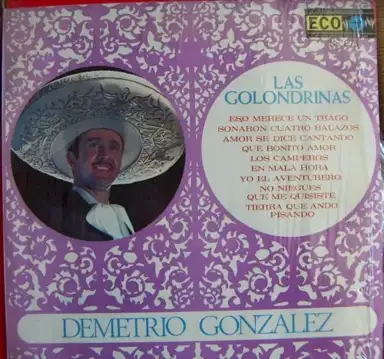 ECO
LAS
GOLONDRINAS
ESO MERECE UN TRAGO
SONARON CUATRO BALAZOS
AMOR SE DICE CANTANDO
QUE BONITO AMOR
LOS CAMPEROS
EN MALA HORA
YO EL AVENTURERO
NO NIEGUES
QUE ME QUISISTE
TIERRA QUE ANDO
PISANDO
DEMETRIO GONZALEZ